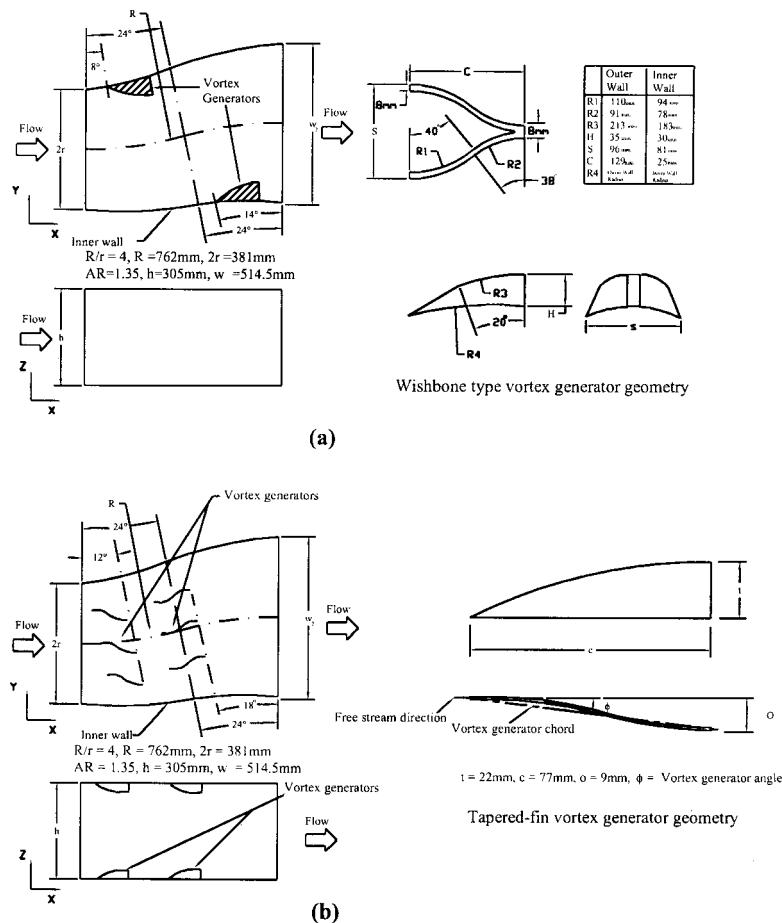 R
24°
8°
Vortex
Generators
Flow
2r
Flow
14°
24°
Y
X
Inner wall
R/r = 4, R =762mm, 2r =381mm
AR=1.35, h=305mm, w =514.5mm
Flow
h
Z
X
C
8mm
S
40°
8mm
R1
R2
38°
Outer Wall Inner Wall
R1 110mm 94mm
R2 91mm 78mm
R3 213mm 183mm
H 35mm 30mm
S 96mm 81mm
C 129mm 25mm
R4 Radius Radius
R3
20°
H
R4
s
Wishbone type vortex generator geometry
(a)
R
Vortex generators
24°
12°
Flow
2r
Flow
18°
24°
Y
X
Inner wall
R/r = 4, R = 762mm, 2r = 381mm
AR = 1.35, h = 305mm, w = 514.5mm
Vortex generators
h
Flow
Z
X
t
c
Free stream direction
Vortex generator chord
ϕ
O
t = 22mm, c = 77mm, o = 9mm, ϕ = Vortex generator angle
Tapered-fin vortex generator geometry
(b)